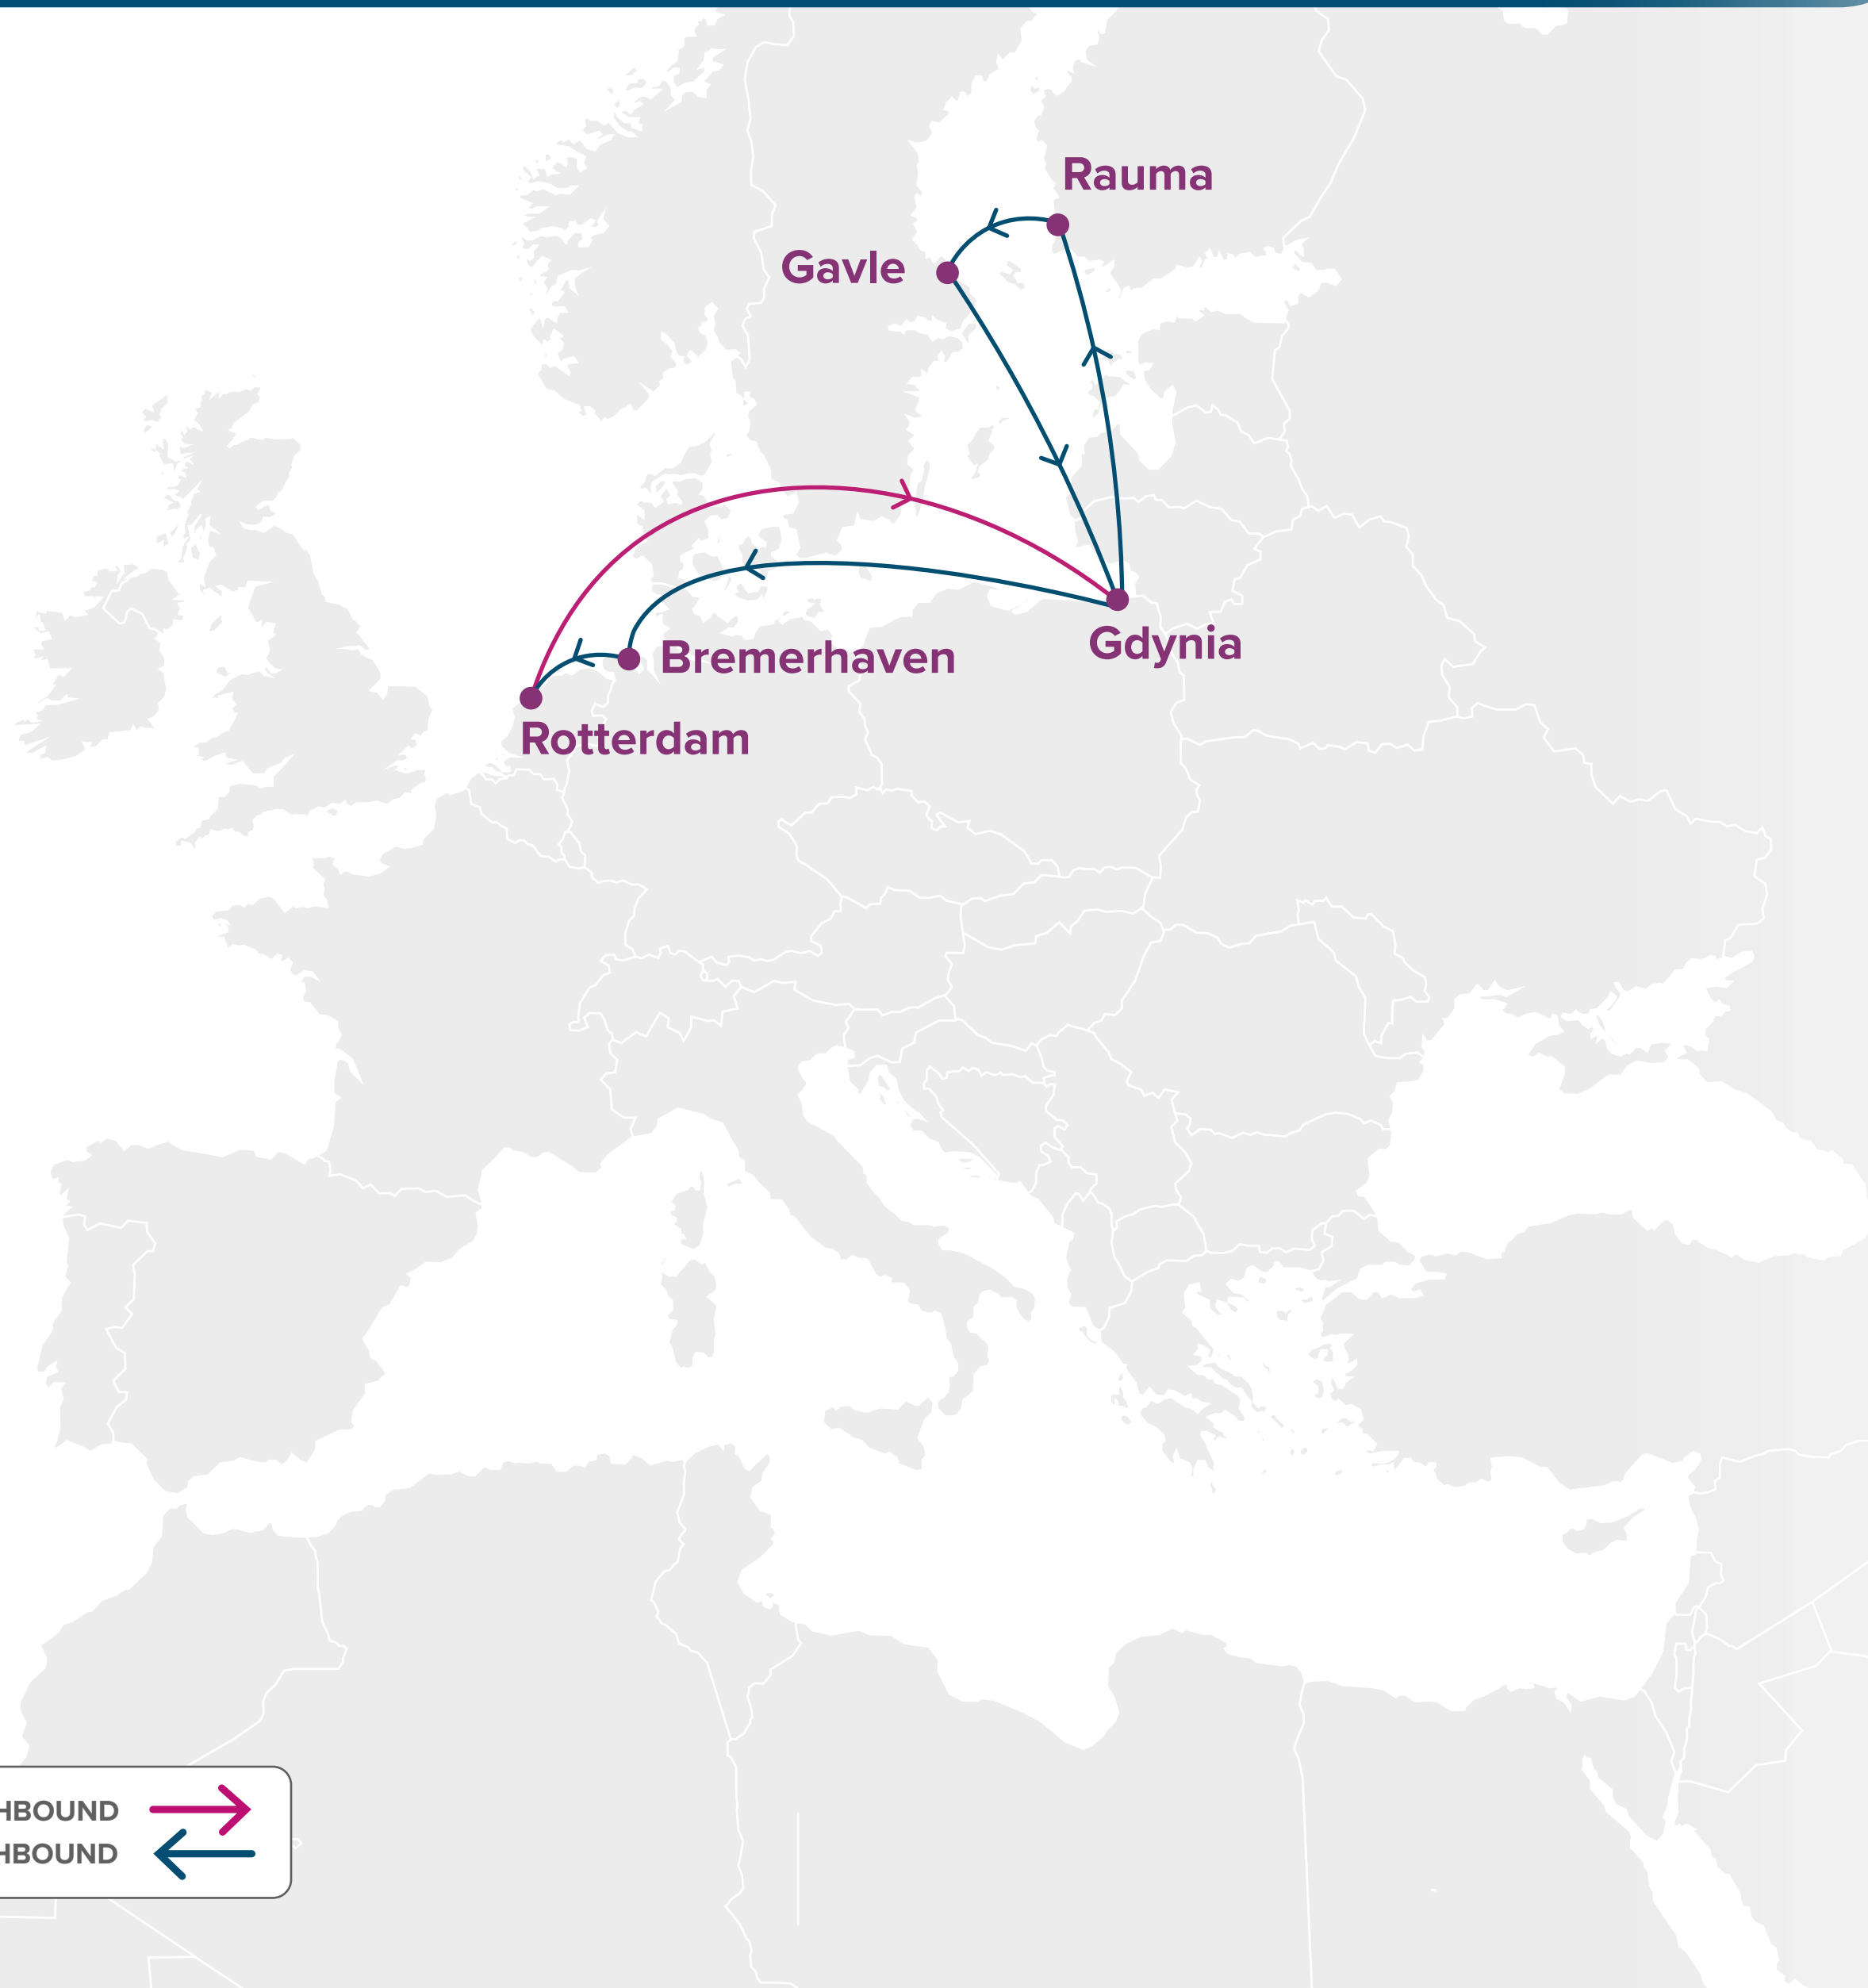 Rauma
Gavle
Gdynia
Bremerhaven
Rotterdam
HBOUND
HBOUND